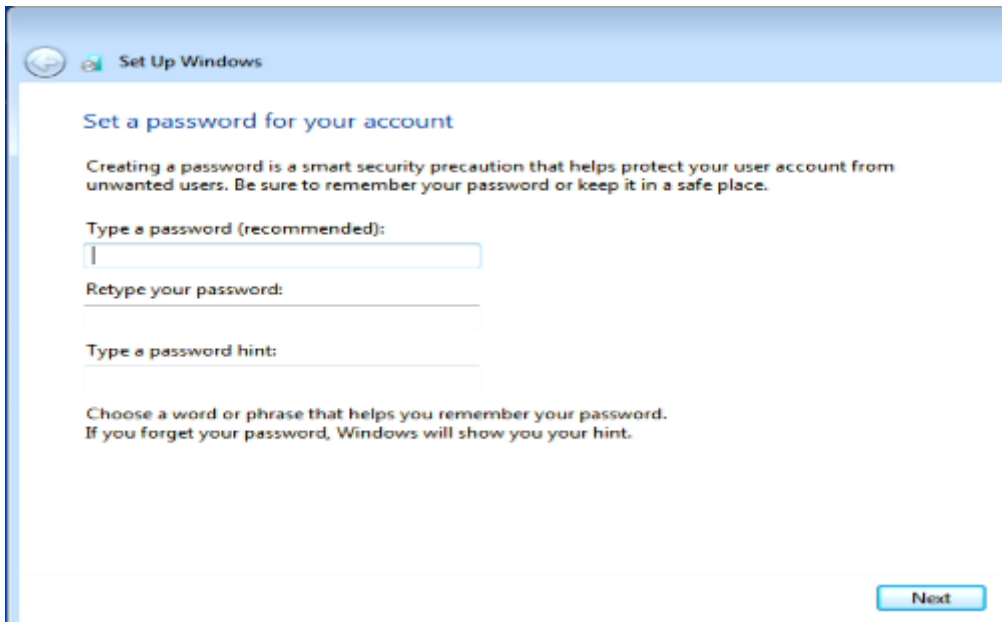 Set Up Windows
Set a password for your account
Creating a password is a smart security precaution that helps protect your user account from
unwanted users. Be sure to remember your password or keep it in a safe place.
Type a password (recommended):
Retype your password:
Type a password hint:
Choose a word or phrase that helps you remember your password.
If you forget your password, Windows will show you your hint.
Next